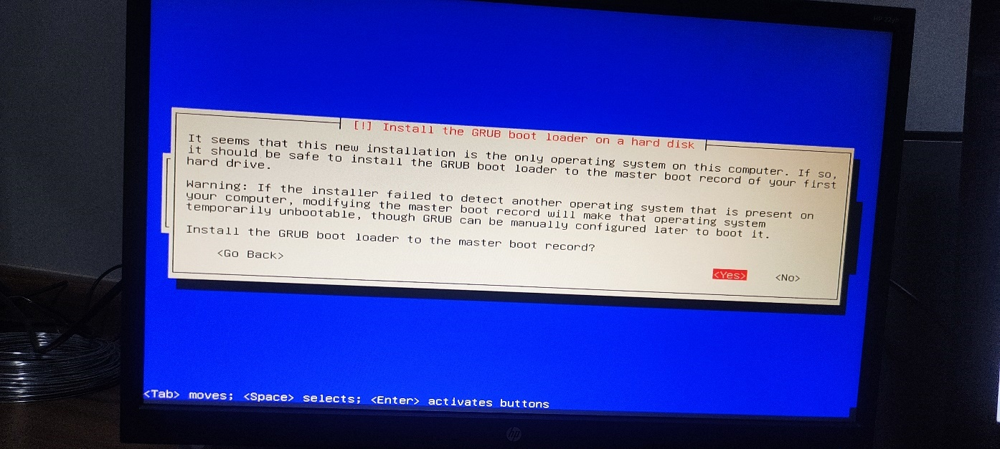 [!] Install the GRUB boot loader on a hard disk
It seems that this new installation is the only operating system on this computer. If so,
it should be safe to install the GRUB boot loader to the master boot record of your first
hard drive.
Warning: If the installer failed to detect another operating system that is present on
your computer, modifying the master boot record will make that operating system
temporarily unbootable, though GRUB can be manually configured later to boot it.
Install the GRUB boot loader to the master boot record?
<Go Back>
<Yes> <No>
<Tab> moves; <Space> selects; <Enter> activates buttons
hp